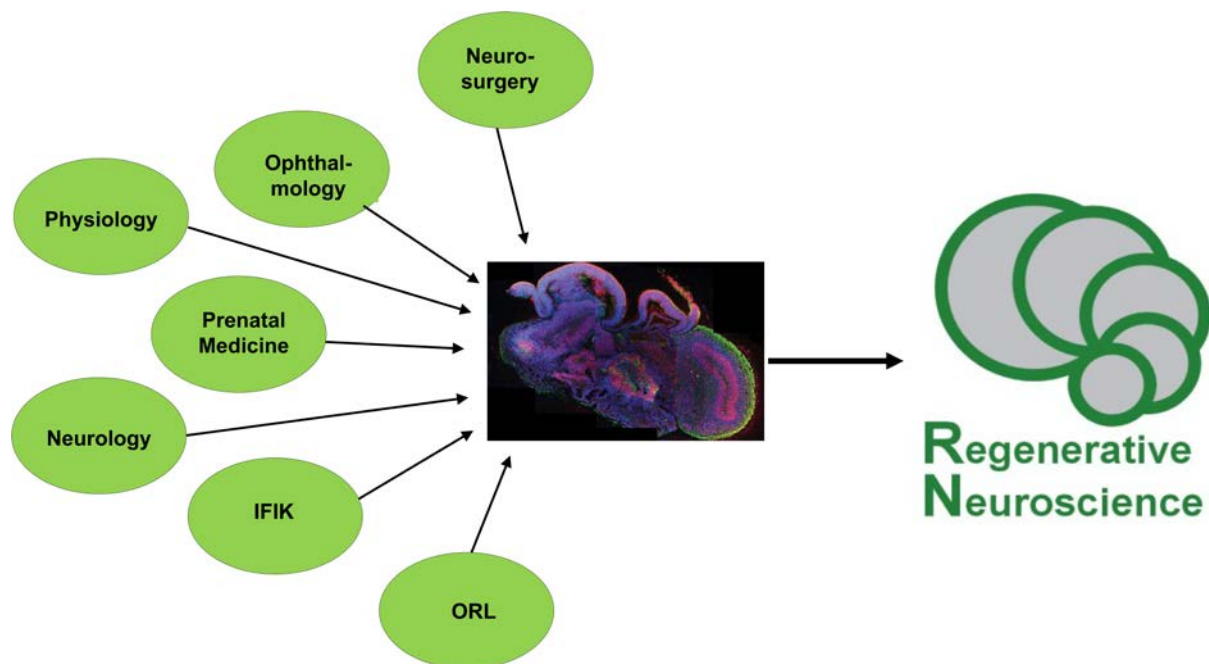 Neuro-
surgery
Ophthal-
mology
Physiology
Prenatal
Medicine
Neurology
IFIK
ORL
Regenerative
Neuroscience